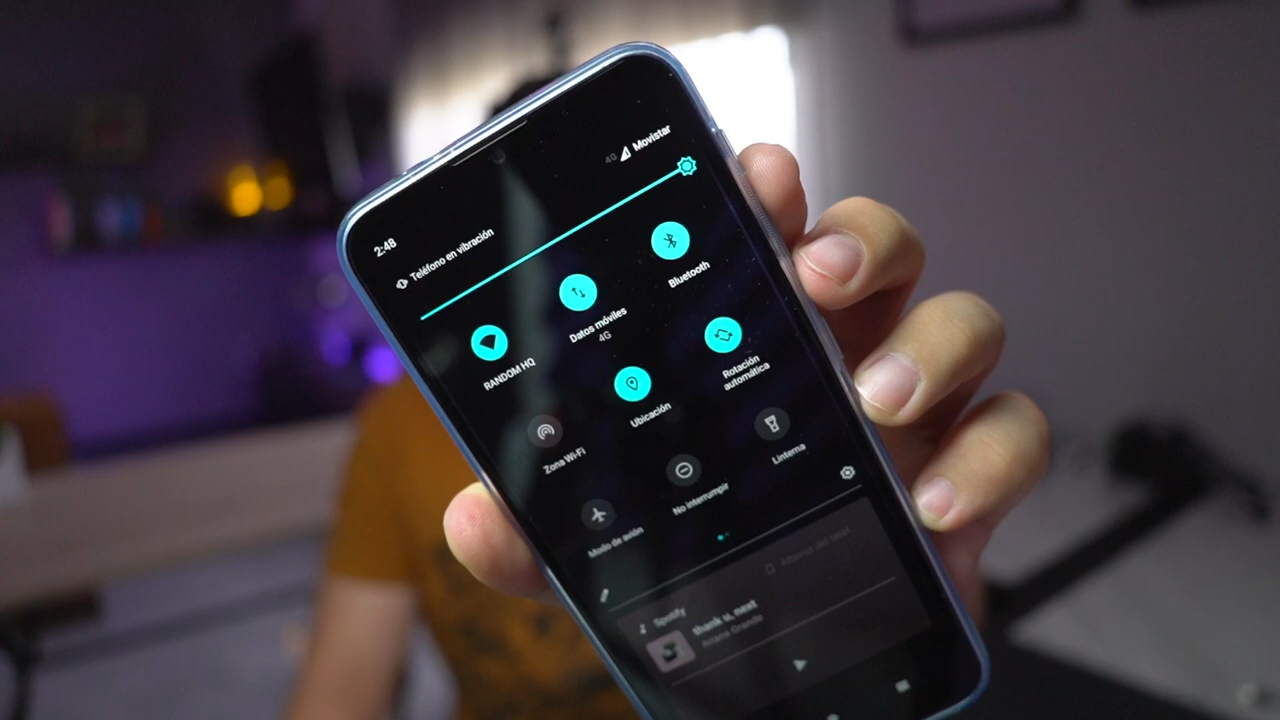 2:48
4G Movistar
Teléfono en vibración
RANDOM HQ
Datos móviles
4G
Bluetooth
Zona Wi-Fi
Ubicación
Rotación
automática
Modo de avión
No interrumpir
Linterna
Spotify
thank u, next
Ariana Grande